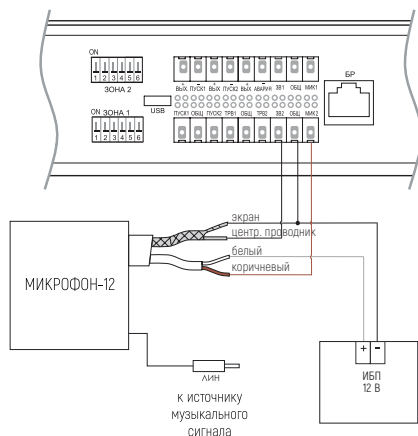 ON
1 2 3 4 5 6
ЗОНА 2
ON
ЗОНА 1
1 2 3 4 5 6
USB
+ ВЫХ - ПУСК1 + ВЫХ - ПУСК2 + ВЫХ - АВАРИЯ ЗВ1 ОБЩ МИК1
ПУСК1 ОБЩ ПУСК2 ТРВ1 ОБЩ ТРВ2 ЗВ2 ОБЩ МИК2
БР
экран
центр. проводник
белый
коричневый
МИКРОФОН-12
ЛИН
к источнику
музыкального
сигнала
+ -
ИБП
12 В